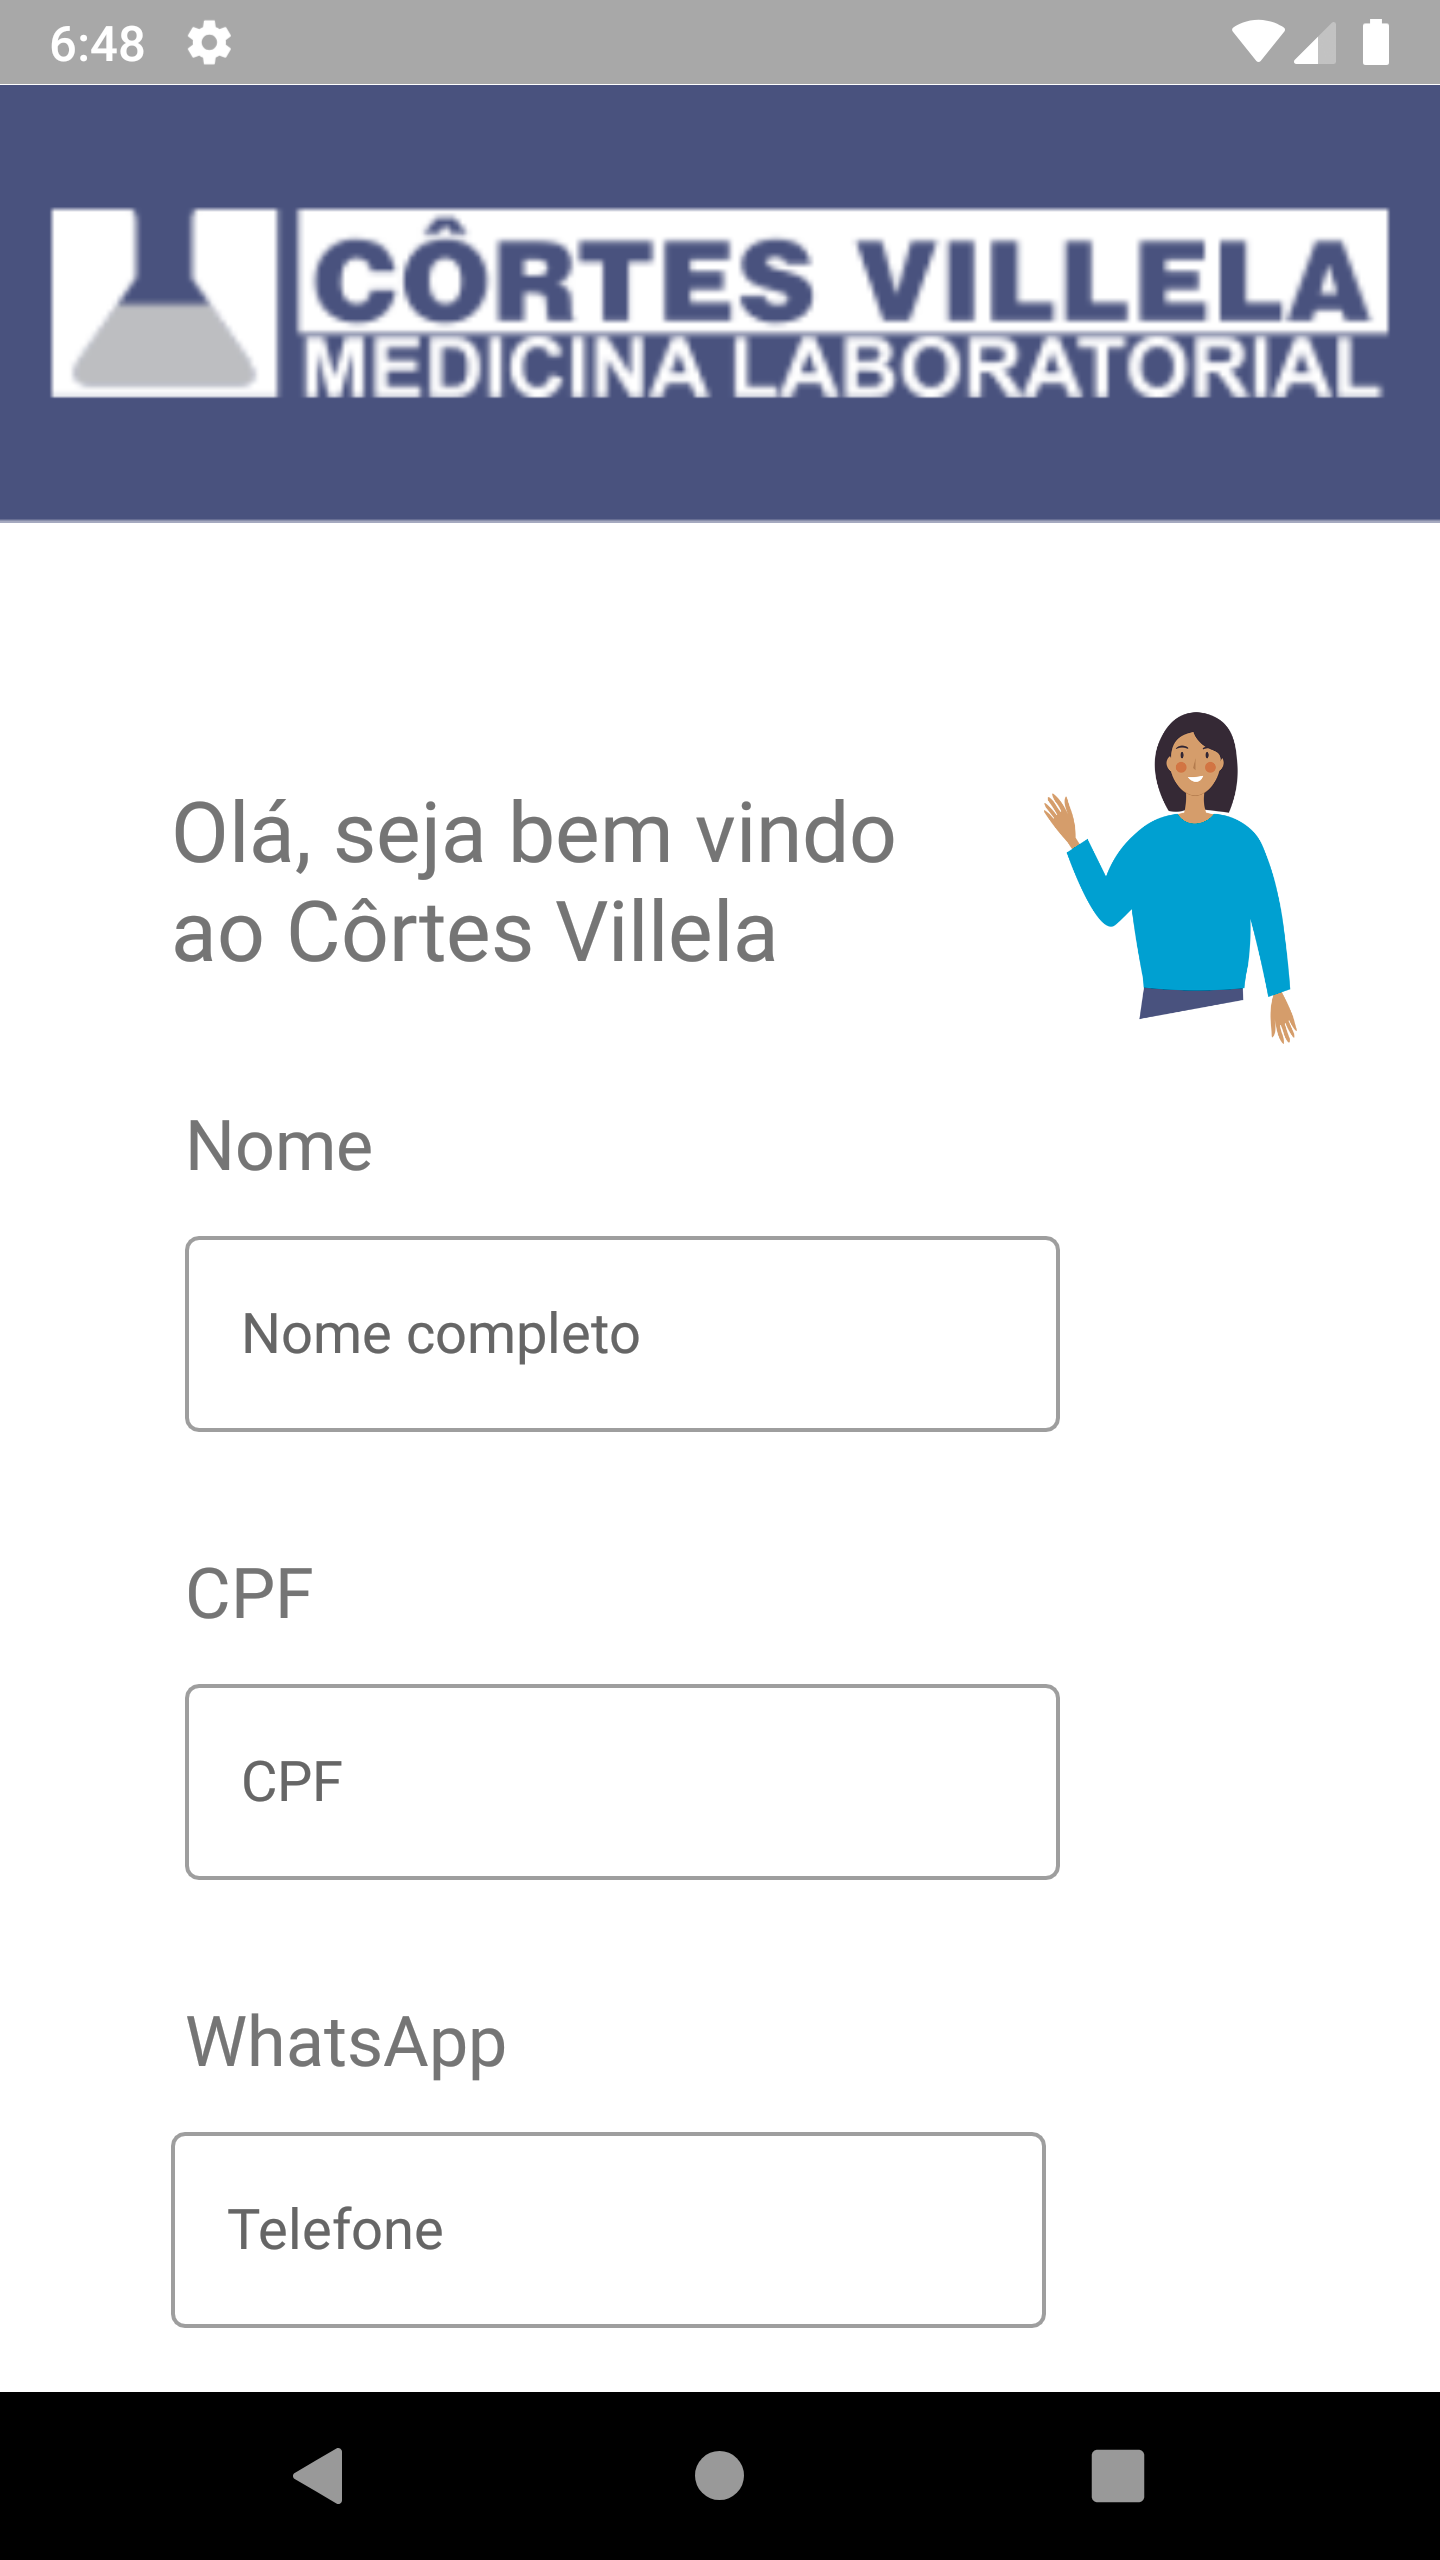 6:48
CÔRTES VILLELA
MEDICINA LABORATORIAL
Olá, seja bem vindo
ao Côrtes Villela
Nome
Nome completo
CPF
CPF
WhatsApp
Telefone